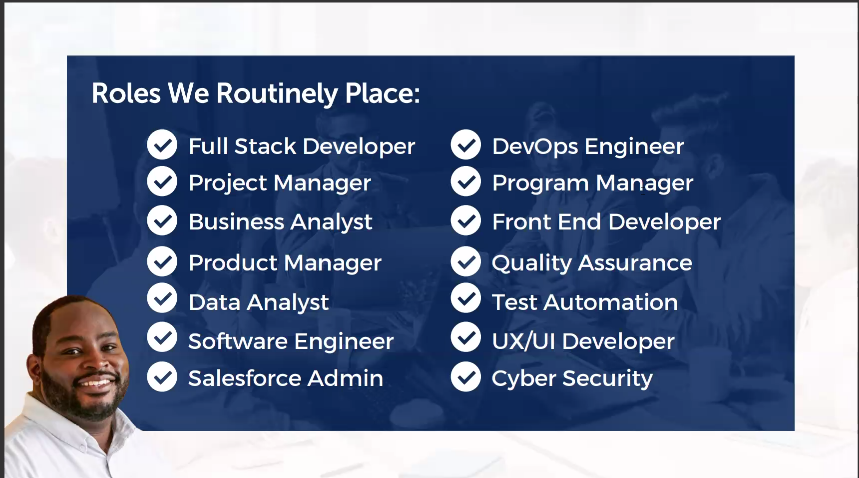 Roles We Routinely Place:
Full Stack Developer
Project Manager
Business Analyst
Product Manager
Data Analyst
Software Engineer
Salesforce Admin
DevOps Engineer
Program Manager
Front End Developer
Quality Assurance
Test Automation
UX/UI Developer
Cyber Security